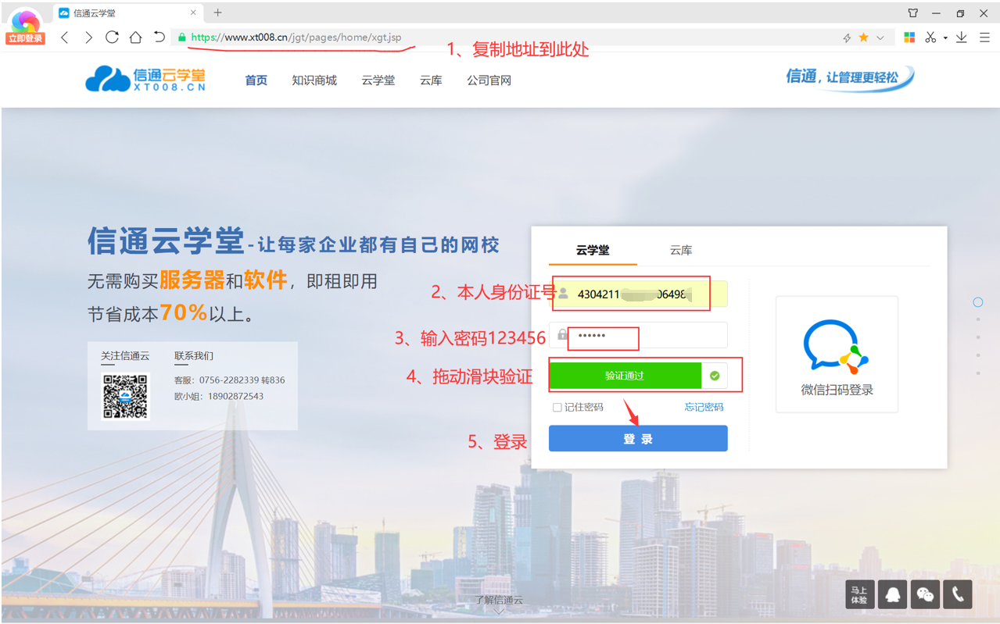 信通云学堂
立即登录
https://www.xt008.cn/jgt/pages/home/xgt.jsp
1、复制地址到此处
信通云学堂
XT008.CN
首页 知识商城 云学堂 云库 公司官网
信通，让管理更轻松
信通云学堂-让每家企业都有自己的网校
无需购买服务器和软件，即租即用
节省成本70%以上。
关注信通云 联系我们
客服：0756-2282339 转836
欧小姐：18902872543
云学堂 云库
2、本人身份证号
4304211 06498
3、输入密码123456
••••••
4、拖动滑块验证
验证通过
记住密码 忘记密码
5、登录
登 录
微信扫码登录
了解信通云
马上
体验